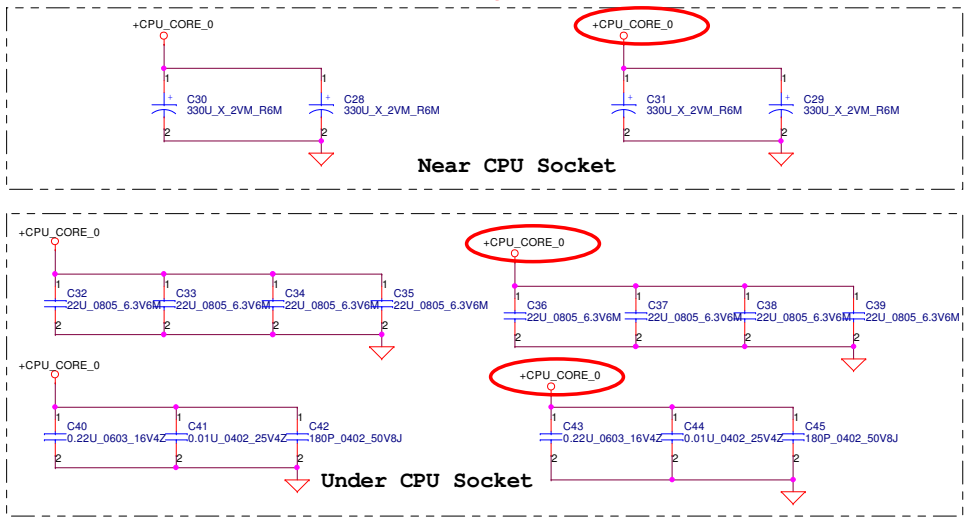 +CPU_CORE_0 +CPU_CORE_0
1 1 1 1
+ + + +
C30 C28 C31 C29
330U_X_2VM_R6M 330U_X_2VM_R6M 330U_X_2VM_R6M 330U_X_2VM_R6M
2 2 2 2
Near CPU Socket
+CPU_CORE_0 +CPU_CORE_0
1 1 1 1 1 1 1 1
C32 C33 C34 C35 C36 C37 C38 C39
22U_0805_6.3V6M 22U_0805_6.3V6M 22U_0805_6.3V6M 22U_0805_6.3V6M 22U_0805_6.3V6M 22U_0805_6.3V6M 22U_0805_6.3V6M 22U_0805_6.3V6M
2 2 2 2 2 2 2 2
+CPU_CORE_0 +CPU_CORE_0
1 1 1 1 1 1
C40 C41 C42 C43 C44 C45
0.22U_0603_16V4Z 0.01U_0402_25V4Z 180P_0402_50V8J 0.22U_0603_16V4Z 0.01U_0402_25V4Z 180P_0402_50V8J
2 2 2 2 2 2
Under CPU Socket